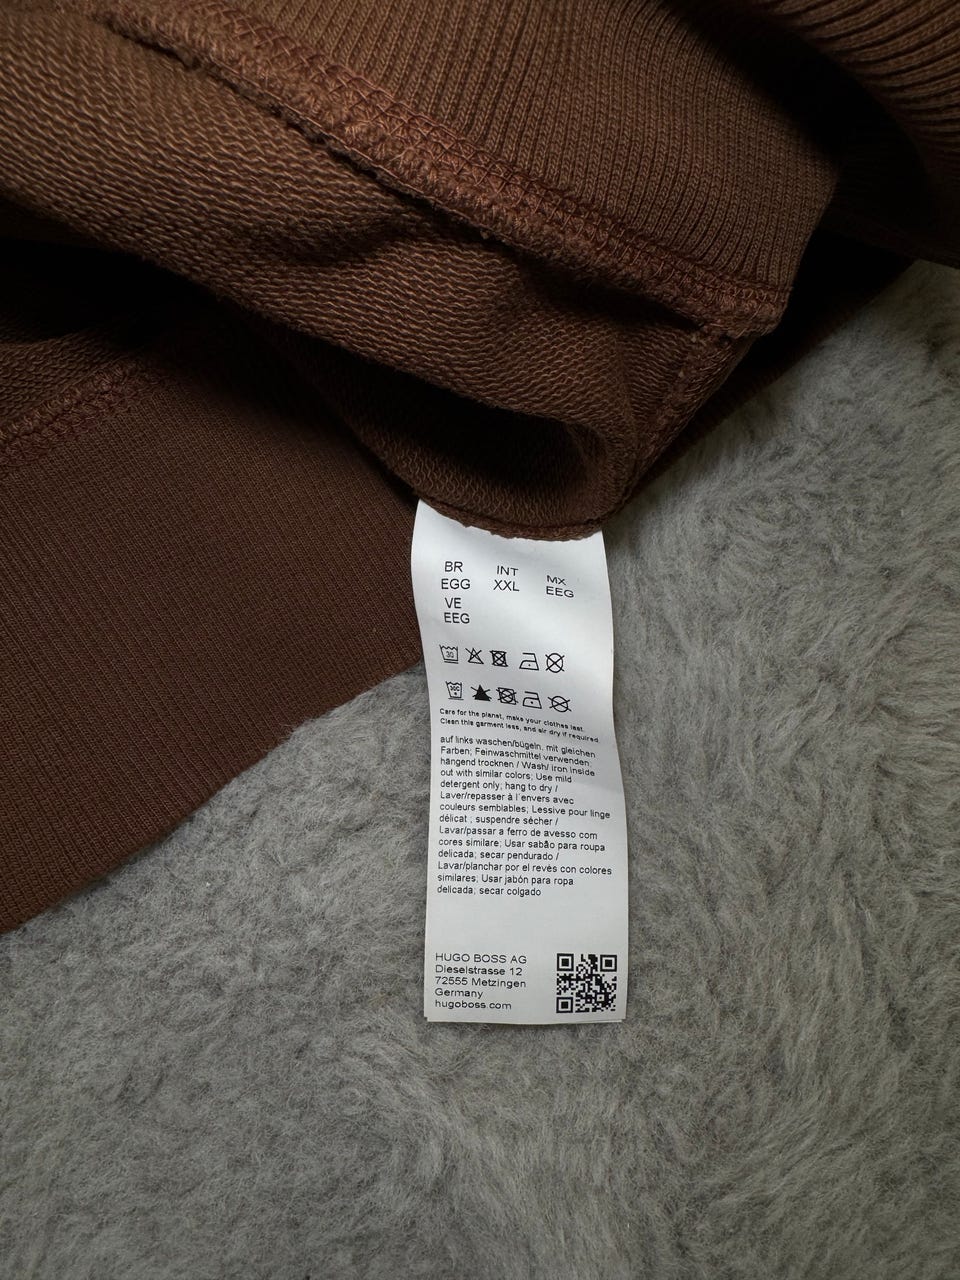 BR INT MX
EGG XXL EEG
VE
EEG
30
30C
Care for the planet, make your clothes last.
Clean this garment less, and air dry if required.
auf links waschen/bügeln, mit gleichen
Farben; Feinwaschmittel verwenden;
hängend trocknen / Wash/ iron inside
out with similar colors; Use mild
detergent only; hang to dry /
Laver/repasser à l´envers avec
couleurs semblables; Lessive pour linge
délicat ; suspendre sécher /
Lavar/passar a ferro de avesso com
cores similare; Usar sabão para roupa
delicada; secar pendurado /
Lavar/planchar por el revés con colores
similares; Usar jabón para ropa
delicada; secar colgado
HUGO BOSS AG
Dieselstrasse 12
72555 Metzingen
Germany
hugoboss.com